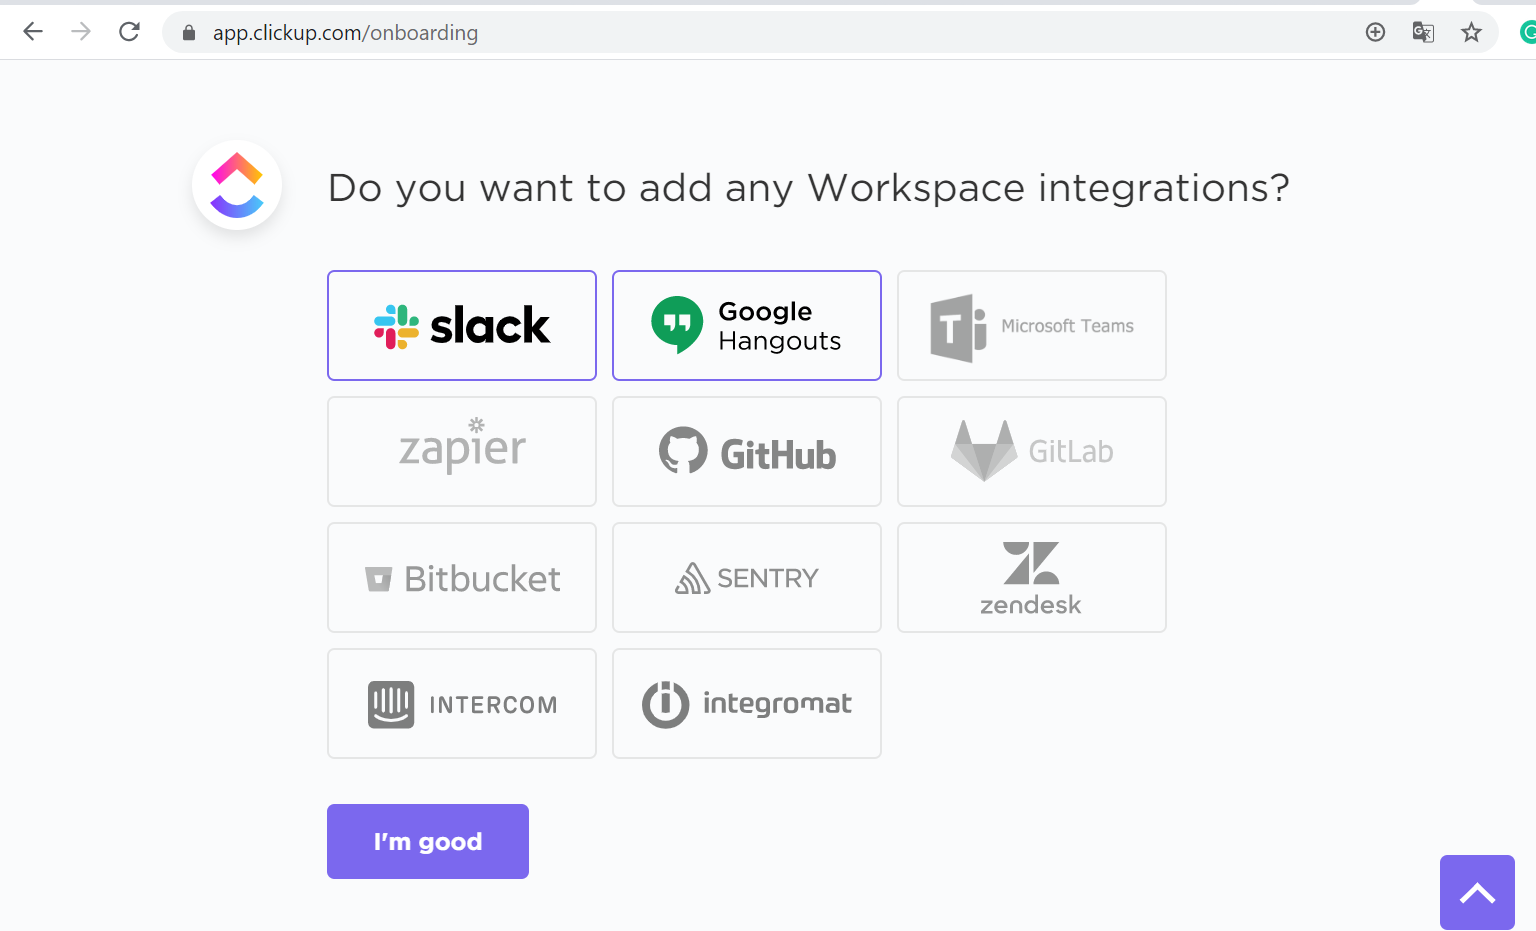 app.clickup.com/onboarding
Do you want to add any Workspace integrations?
slack
Google
Hangouts
Microsoft Teams
zapier
GitHub
GitLab
Bitbucket
SENTRY
zendesk
INTERCOM
integromat
I'm good